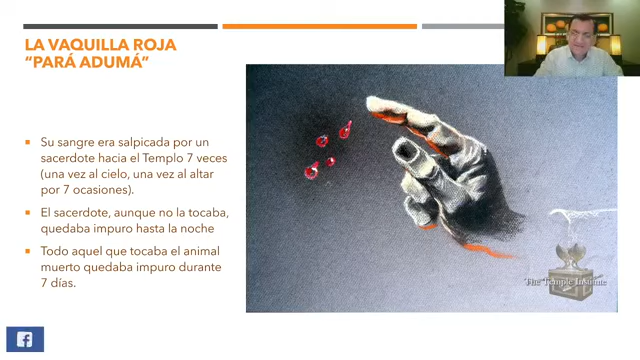 LA VAQUILLA ROJA
“PARÁ ADUMÁ”
Su sangre era salpicada por un
sacerdote hacia el Templo 7 veces
(una vez al cielo, una vez al altar
por 7 ocasiones).
El sacerdote, aunque no la tocaba,
quedaba impuro hasta la noche
Todo aquel que tocaba el animal
muerto quedaba impuro durante
7 días.
The Temple Institute